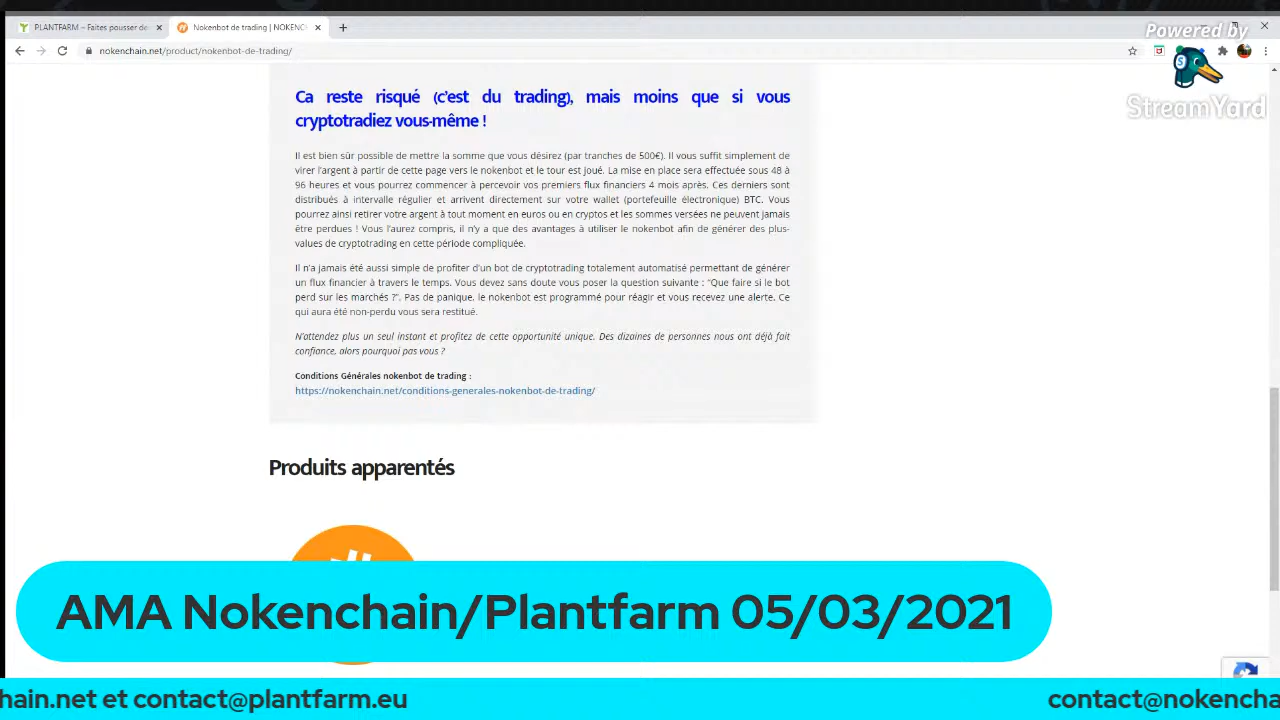 PLANTFARM – Faites pousser de
Nokenbot de trading | NOKENC
Powered by
nokenchain.net/product/nokenbot-de-trading/
StreamYard
Ca reste risqué (c'est du trading), mais moins que si vous
cryptotradiez vous-même !
Il est bien sûr possible de mettre la somme que vous désirez (par tranches de 500€). Il vous suffit simplement de
virer l'argent à partir de cette page vers le nokenbot et le tour est joué. La mise en place sera effectuée sous 48 à
96 heures et vous pourrez commencer à percevoir vos premiers flux financiers 4 mois après. Ces derniers sont
distribués à intervalle régulier et arrivent directement sur votre wallet (portefeuille électronique) BTC. Vous
pourrez ainsi retirer votre argent à tout moment en euros ou en cryptos et les sommes versées ne peuvent jamais
être perdues ! Vous l'aurez compris, il n'y a que des avantages à utiliser le nokenbot afin de générer des plus-
values de cryptotrading en cette période compliquée.
Il n'a jamais été aussi simple de profiter d'un bot de cryptotrading totalement automatisé permettant de générer
un flux financier à travers le temps. Vous devez sans doute vous poser la question suivante : "Que faire si le bot
perd sur les marchés ?". Pas de panique, le nokenbot est programmé pour réagir et vous recevez une alerte. Ce
qui aura été non-perdu vous sera restitué.
N'attendez plus un seul instant et profitez de cette opportunité unique. Des dizaines de personnes nous ont déjà fait
confiance, alors pourquoi pas vous ?
Conditions Générales nokenbot de trading :
https://nokenchain.net/conditions-generales-nokenbot-de-trading/
Produits apparentés
AMA Nokenchain/Plantfarm 05/03/2021
hain.net et contact@plantfarm.eu
contact@nokencha